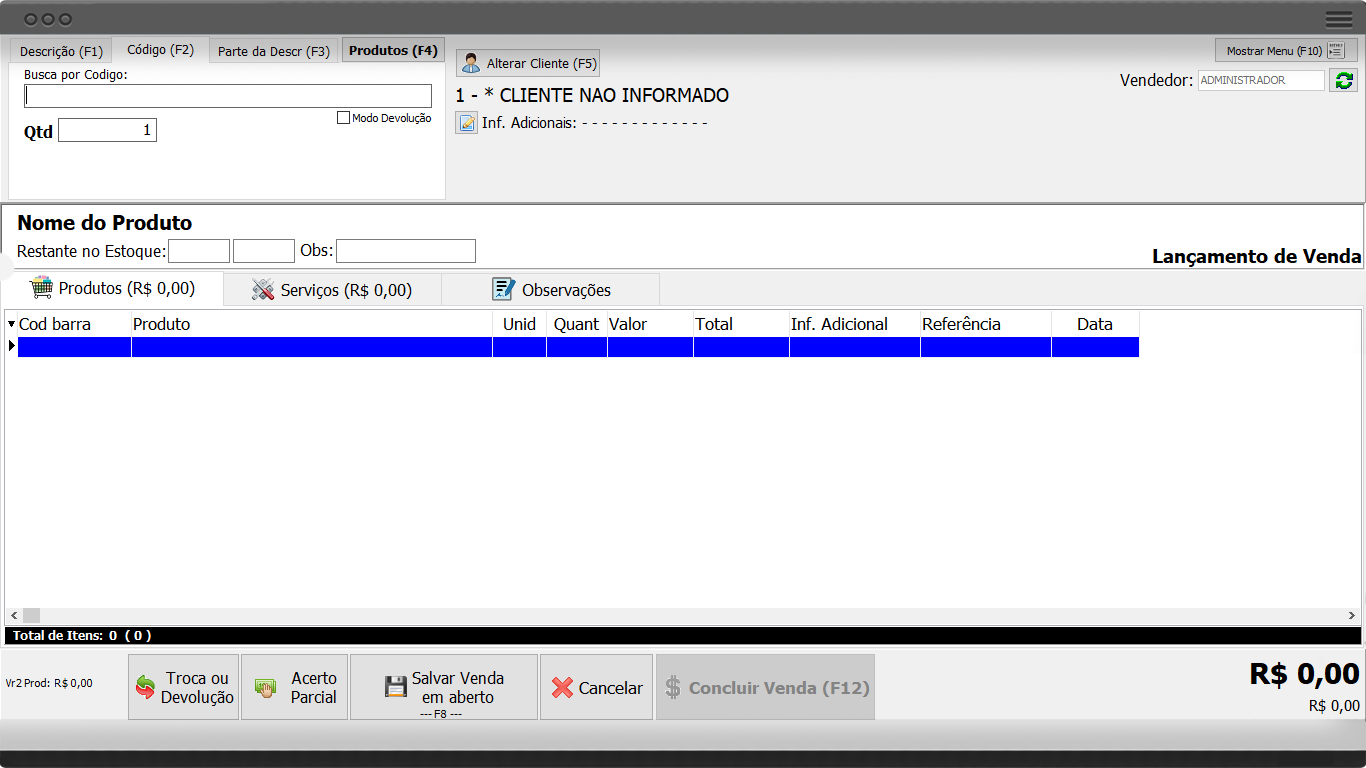 Descrição (F1) Código (F2) Parte da Descr (F3) Produtos (F4)
Busca por Codigo:
Modo Devolução
Qtd 1
Alterar Cliente (F5)
1 - * CLIENTE NAO INFORMADO
Inf. Adicionais: - - - - - - - - - - - - -
Mostrar Menu (F10)
Vendedor: ADMINISTRADOR
Nome do Produto
Restante no Estoque: Obs:
Lançamento de Venda
Produtos (R$ 0,00) Serviços (R$ 0,00) Observações
Cod barra Produto Unid Quant Valor Total Inf. Adicional Referência Data
Total de Itens: 0 ( 0 )
Vr2 Prod: R$ 0,00
Troca ou
Devolução
Acerto
Parcial
Salvar Venda
em aberto
--- F8 ---
Cancelar
Concluir Venda (F12)
R$ 0,00
R$ 0,00